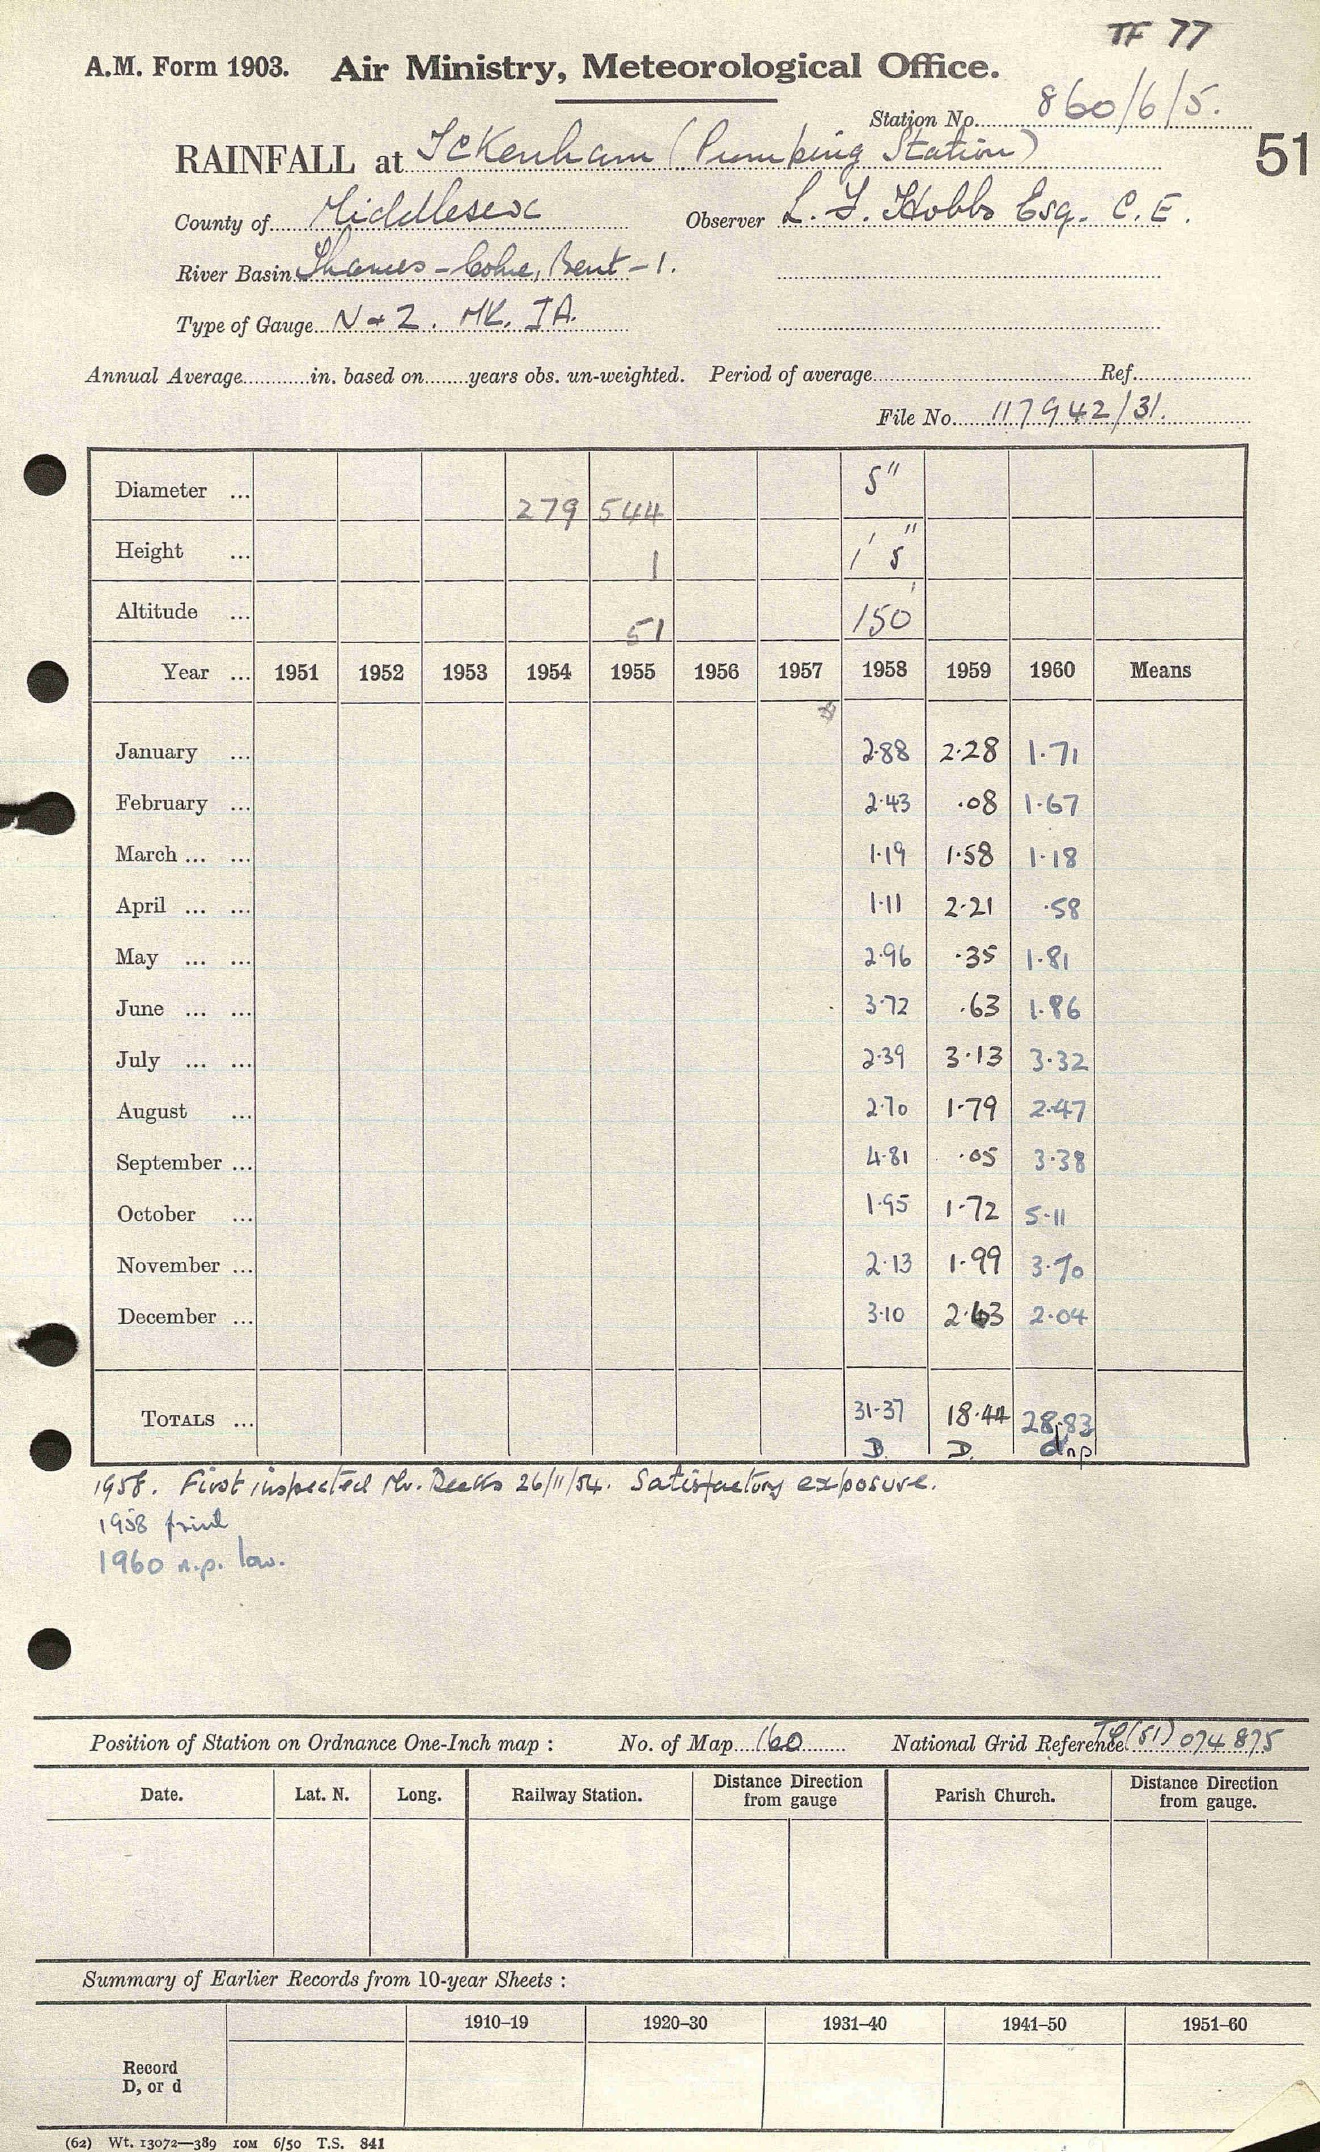 TF 77
A.M. Form 1903. Air Ministry, Meteorological Office.
Station No. 860/6/5.
RAINFALL at Ickenham (Pumping Station)
51
County of Middlesex Observer L. F. Hobbs Esq. C.E.
River Basin Thames - Colne, Brent - 1.
Type of Gauge N & Z. MK. IA.
Annual Average in. based on years obs. un-weighted. Period of average Ref.
File No. 117942/31.
Diameter ... 279 544 5"
Height ... 1 1' 5"
Altitude ... 51 150'
Year ... 1951 1952 1953 1954 1955 1956 1957 1958 1959 1960 Means
January ... 2.88 2.28 1.71
February ... 2.43 .08 1.67
March ... ... 1.19 1.58 1.18
April ... ... 1.11 2.21 .58
May ... ... 2.96 .35 1.81
June ... ... 3.72 .63 1.86
July ... ... 2.39 3.13 3.32
August ... 2.70 1.79 2.47
September ... 4.81 .05 3.38
October ... 1.95 1.72 5.11
November ... 2.13 1.99 3.70
December ... 3.10 2.63 2.04
TOTALS ... 31.37 18.44 28.83
D. D. d np
1958. First inspected Mr. 26/11/54. Satisfactory exposure.
1958 print
1960 n.p. low.
Position of Station on Ordnance One-Inch map : No. of Map 160 National Grid Reference (51) 074 875
Date. Lat. N. Long. Railway Station. Distance Direction from gauge Parish Church. Distance Direction from gauge.
Summary of Earlier Records from 10-year Sheets :
1910-19 1920-30 1931-40 1941-50 1951-60
Record
D, or d
(62) Wt. 13072—389 IOM 6/50 T.S. 841